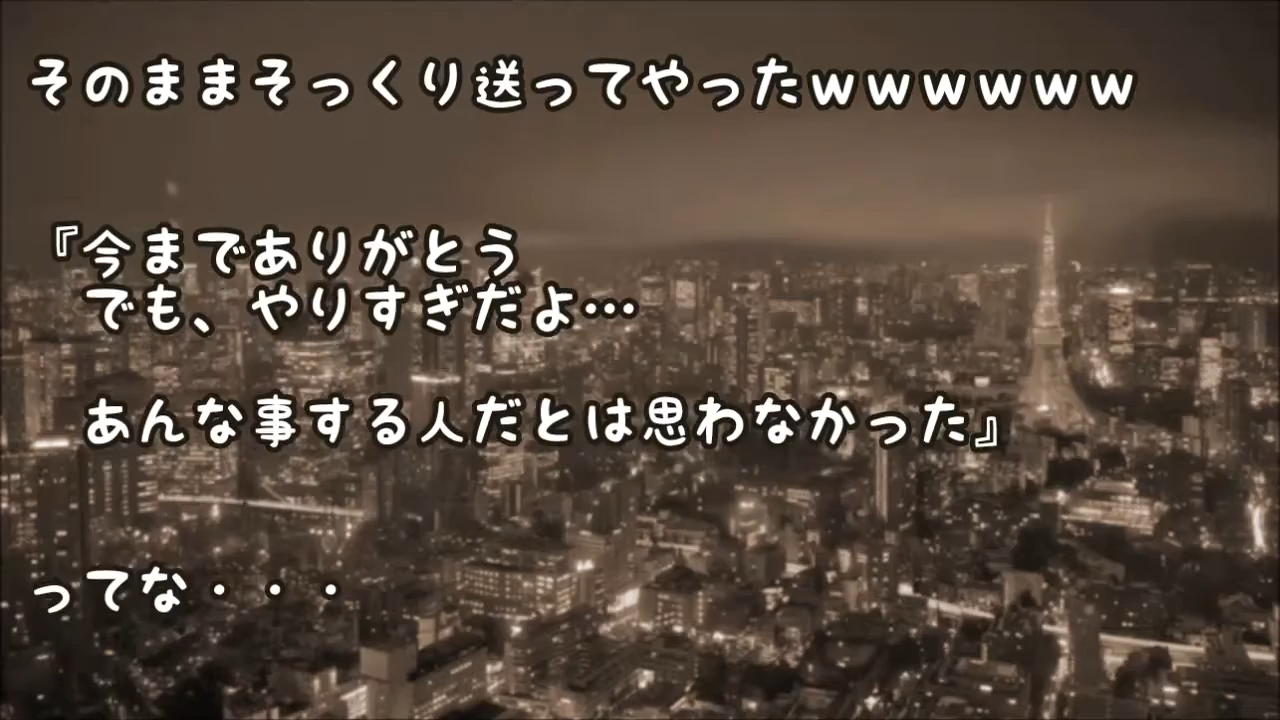 そのままそっくり送ってやったｗｗｗｗｗｗ
『今までありがとう
でも、やりすぎだよ…
あんな事する人だとは思わなかった』
ってな・・・